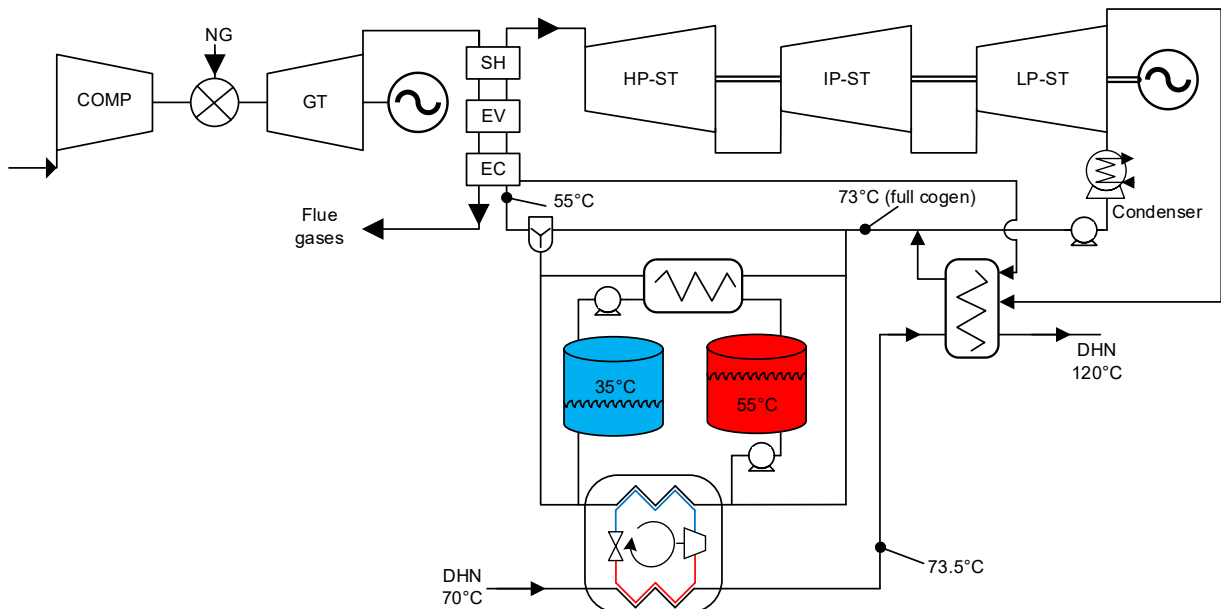 NG
COMP
GT
SH
EV
EC
HP-ST
IP-ST
LP-ST
55°C
73°C (full cogen)
Condenser
Flue
gases
35°C
55°C
DHN
120°C
73.5°C
DHN
70°C